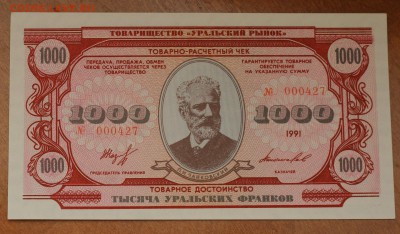 ТОВАРИЩЕСТВО "УРАЛЬСКИЙ РЫНОК"
1000
1000
ТОВАРНО-РАСЧЕТНЫЙ ЧЕК
ПЕРЕДАЧА, ПРОДАЖА, ОБМЕН
ЧЕКОВ ОСУЩЕСТВЛЯЕТСЯ ЧЕРЕЗ
ТОВАРИЩЕСТВО
ГАРАНТИРУЕТСЯ ТОВАРНОЕ
ОБЕСПЕЧЕНИЕ
НА УКАЗАННУЮ СУММУ
№ 000427
1000
1000
№ 000427
1991
П.И. ЧАЙКОВСКИЙ
ПРЕДСЕДАТЕЛЬ ПРАВЛЕНИЯ
КАЗНАЧЕЙ
1000
1000
ТОВАРНОЕ ДОСТОИНСТВО
ТЫСЯЧА УРАЛЬСКИХ ФРАНКОВ